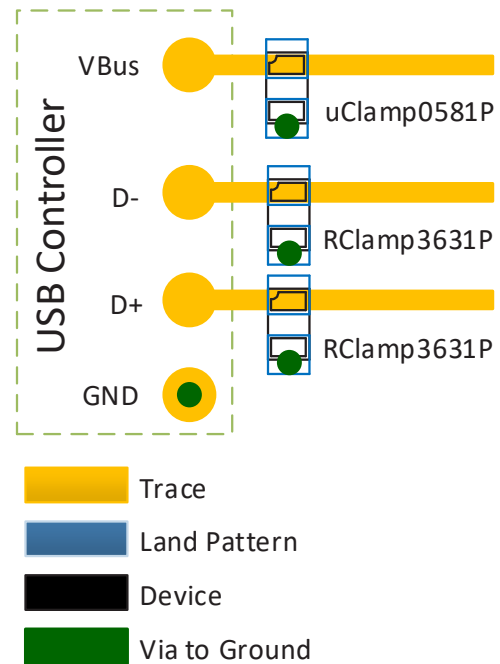 USB Controller
VBus
uClamp0581P
D-
RClamp3631P
D+
RClamp3631P
GND
Trace
Land Pattern
Device
Via to Ground